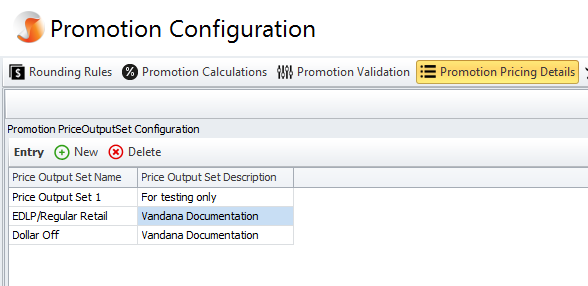 Promotion Configuration
Rounding Rules Promotion Calculations Promotion Validation Promotion Pricing Details
Promotion PriceOutputSet Configuration
Entry New Delete
Price Output Set Name Price Output Set Description
Price Output Set 1 For testing only
EDLP/Regular Retail Vandana Documentation
Dollar Off Vandana Documentation